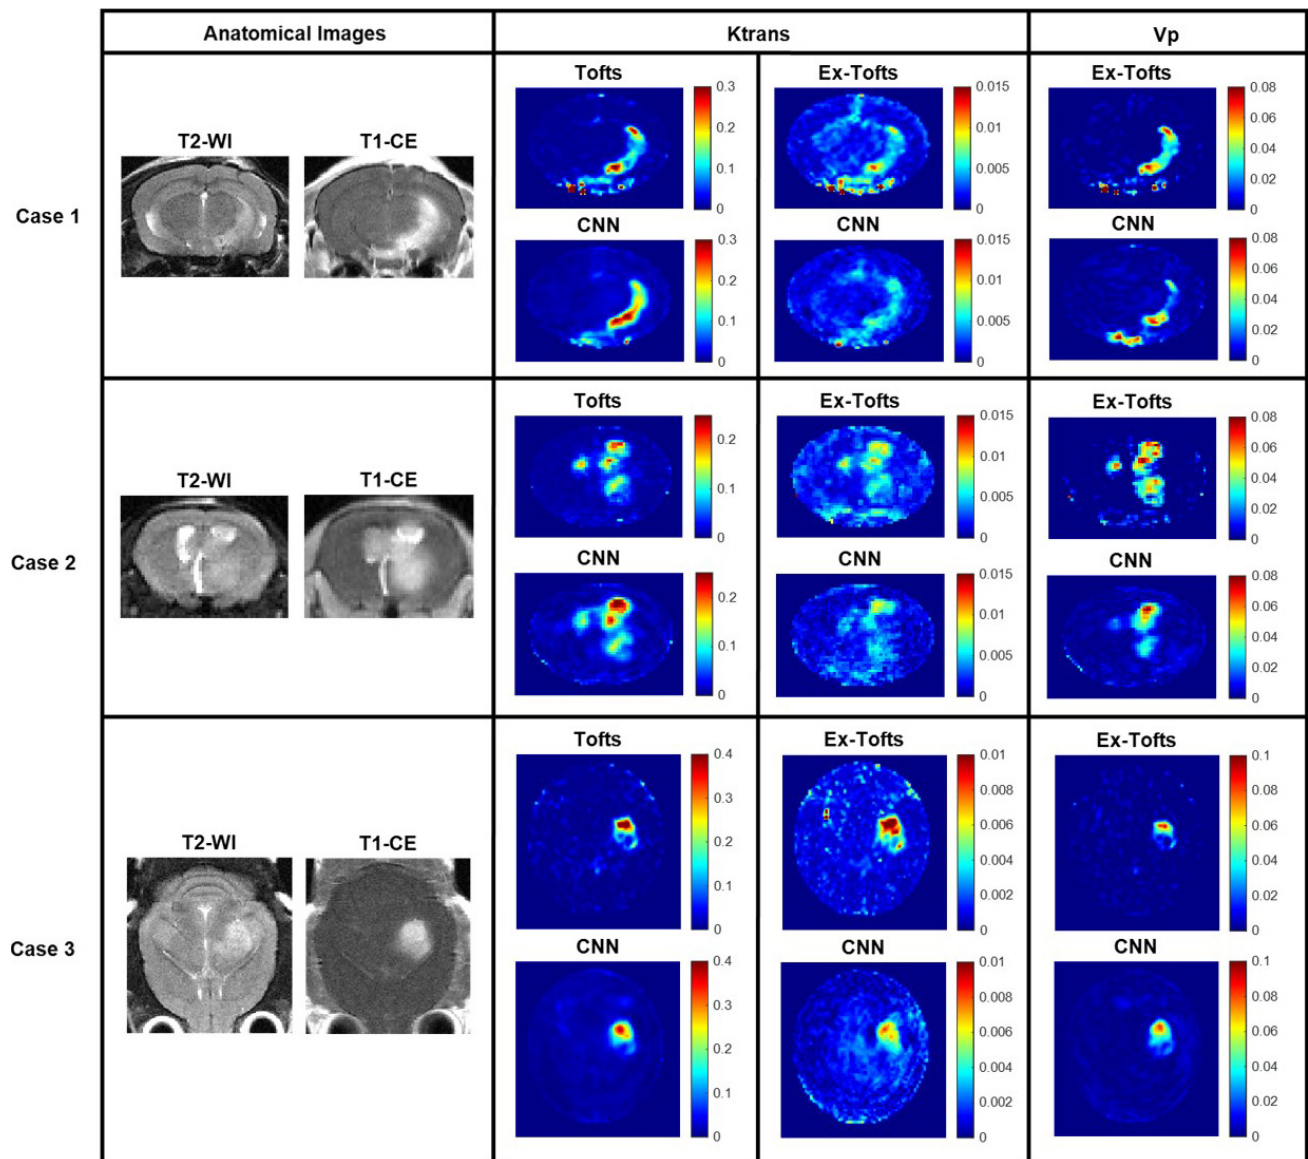 Anatomical Images Ktrans Vp
Tofts Ex-Tofts Ex-Tofts
0.3 0.015 0.08
0.2 0.01 0.06
0.1 0.005 0.04
0 0 0.02
0
T2-WI T1-CE
Case 1
CNN CNN CNN
0.3 0.015 0.08
0.2 0.01 0.06
0.1 0.005 0.04
0 0 0.02
0
Tofts Ex-Tofts Ex-Tofts
0.2 0.015 0.08
0.1 0.01 0.06
0 0.005 0.04
0 0.02
0
T2-WI T1-CE
Case 2
CNN CNN CNN
0.2 0.015 0.08
0.1 0.01 0.06
0 0.005 0.04
0 0.02
0
Tofts Ex-Tofts Ex-Tofts
0.4 0.01 0.1
0.3 0.008 0.08
0.2 0.006 0.06
0.1 0.004 0.04
0 0.002 0.02
0 0
T2-WI T1-CE
Case 3
CNN CNN CNN
0.4 0.01 0.1
0.3 0.008 0.08
0.2 0.006 0.06
0.1 0.004 0.04
0 0.002 0.02
0 0